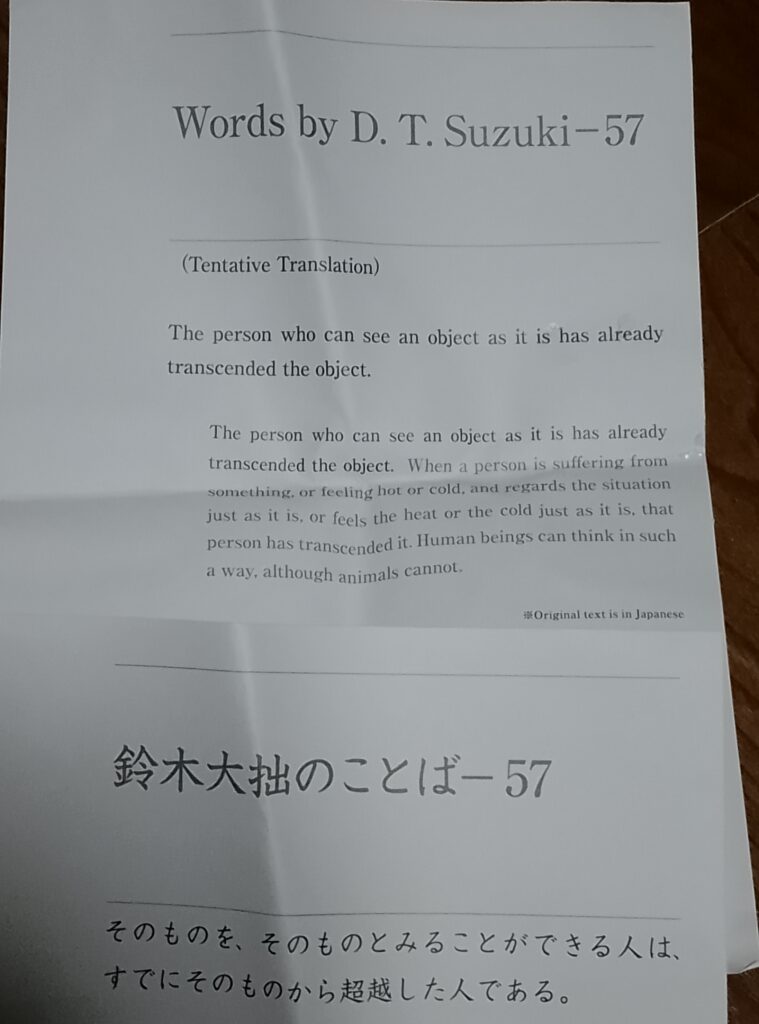 Words by D. T. Suzuki－57
(Tentative Translation)
The person who can see an object as it is has already
transcended the object.
The person who can see an object as it is has already
transcended the object. When a person is suffering from
something, or feeling hot or cold, and regards the situation
just as it is, or feels the heat or the cold just as it is, that
person has transcended it. Human beings can think in such
a way, although animals cannot.
※Original text is in Japanese
鈴木大拙のことば－57
そのものを、そのものとみることができる人は、
すでにそのものから超越した人である。